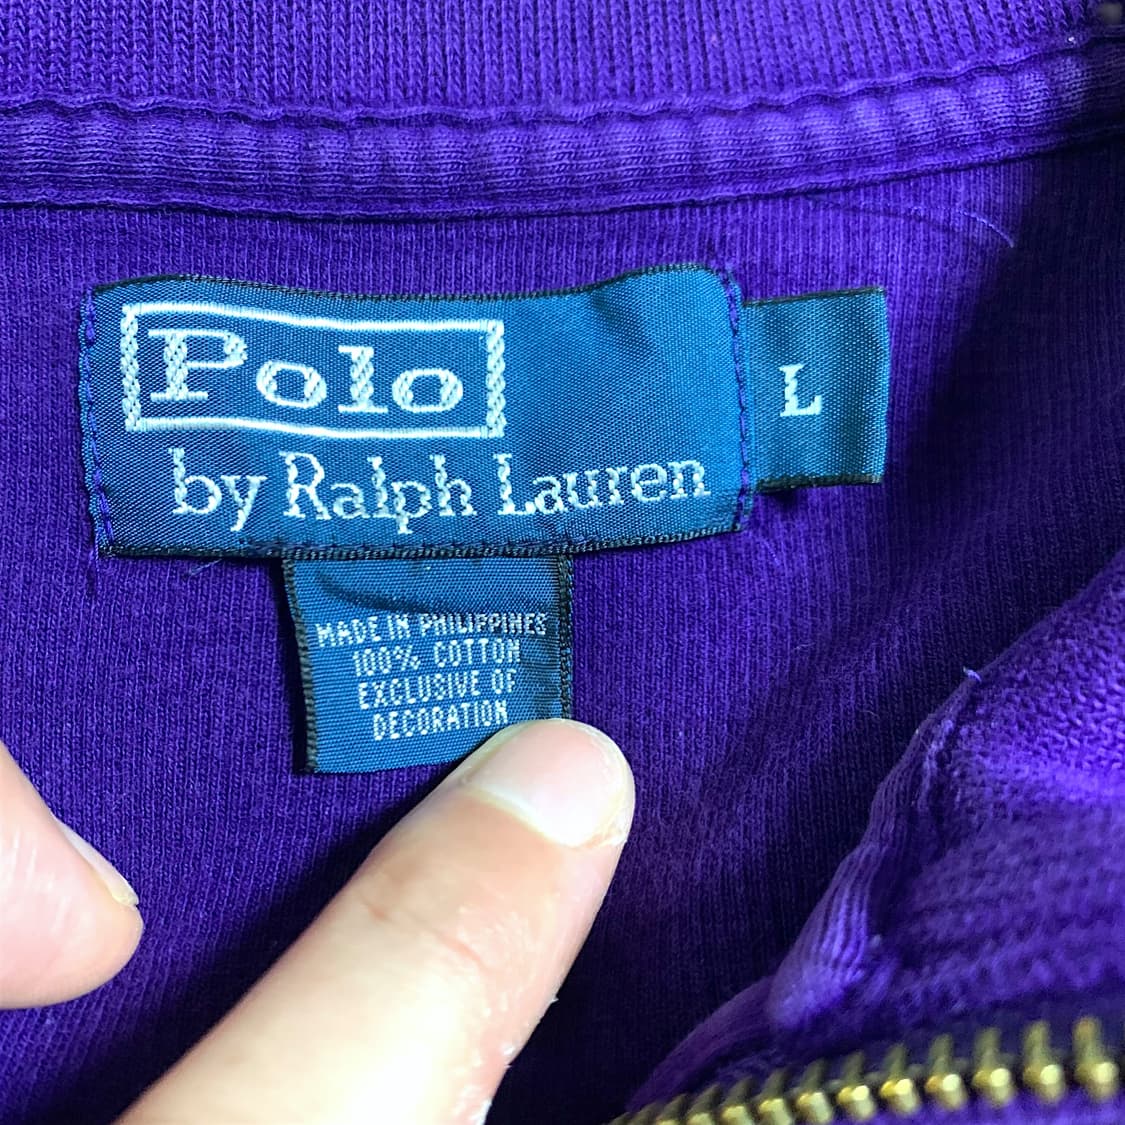 Polo
by Ralph Lauren
L
MADE IN PHILIPPINES
100% COTTON
EXCLUSIVE OF
DECORATION